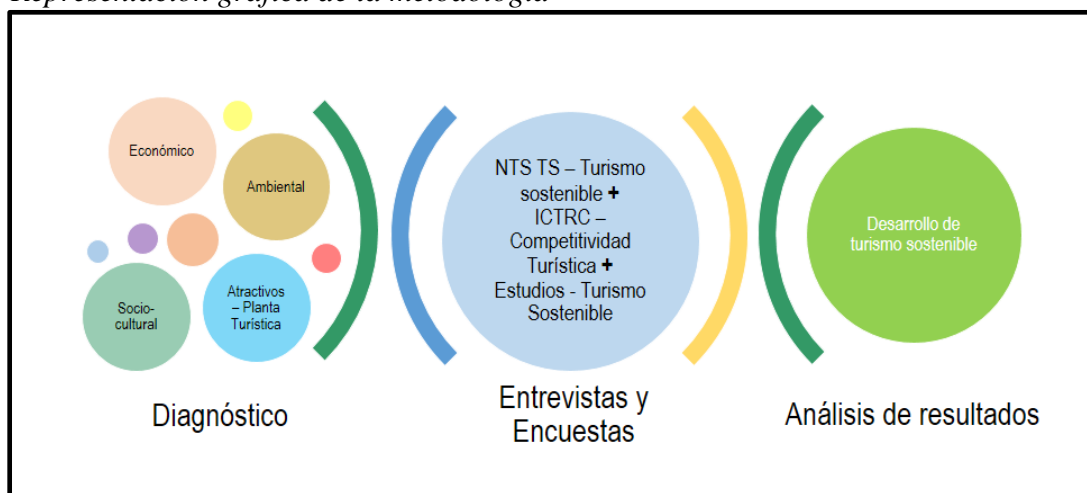 Representación gráfica de la metodología
Económico
Ambiental
Socio-
cultural
Atractivos
– Planta
Turística
Diagnóstico
NTS TS – Turismo
sostenible +
ICTRC –
Competitividad
Turística +
Estudios - Turismo
Sostenible
Entrevistas y
Encuestas
Desarrollo de
turismo sostenible
Análisis de resultados